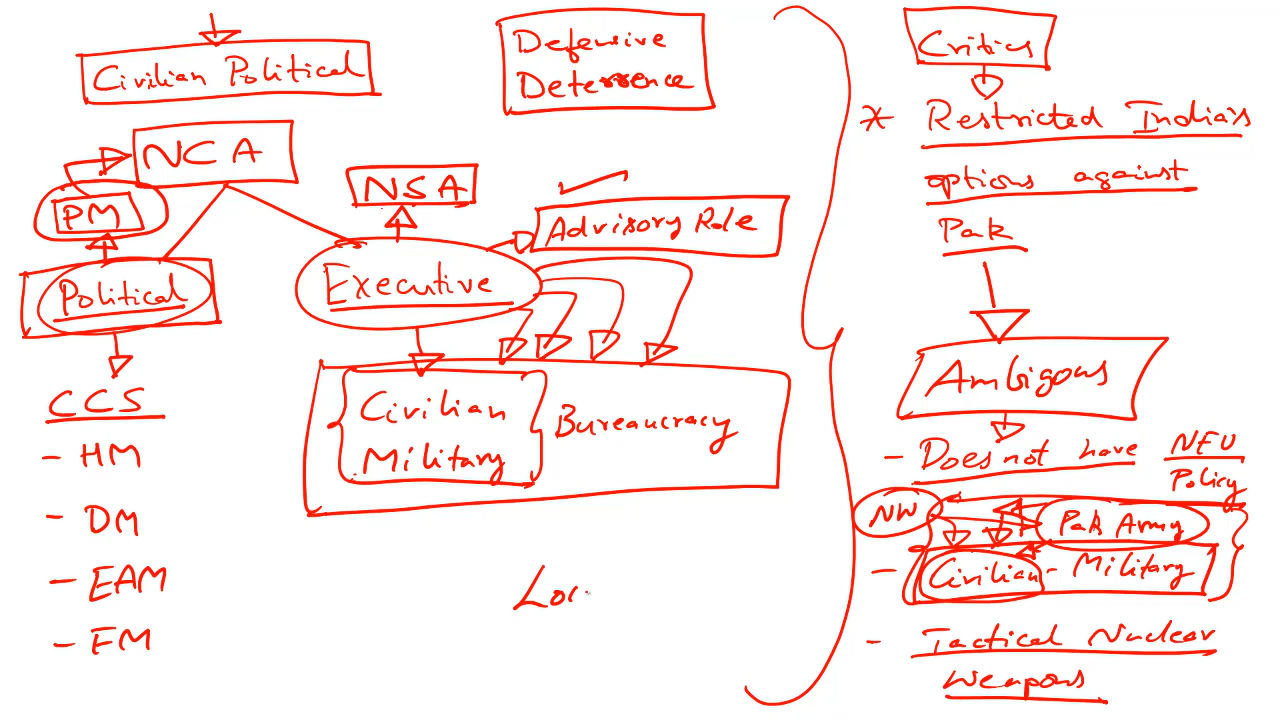 Civilian Political
NCA
PM
Political
CCS
- HM
- DM
- EAM
- FM
Defensive
Deterrence
NSA
Advisory Role
Executive
Civilian
Military
Bureaucracy
Loc
Critics
* Restricted India's
options against
Pak
Ambigous
- Does not have NFU
Policy
NW
Pak Army
- Civilian - Military
- Tactical Nuclear
Weapons